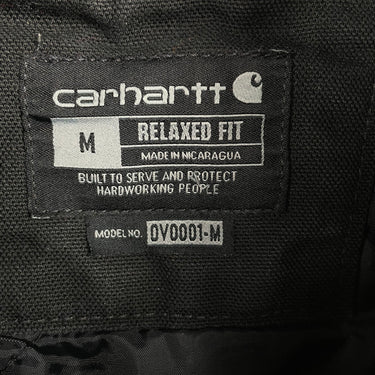 carhartt
M RELAXED FIT
MADE IN NICARAGUA
BUILT TO SERVE AND PROTECT
HARDWORKING PEOPLE
MODEL NO. OV0001-M